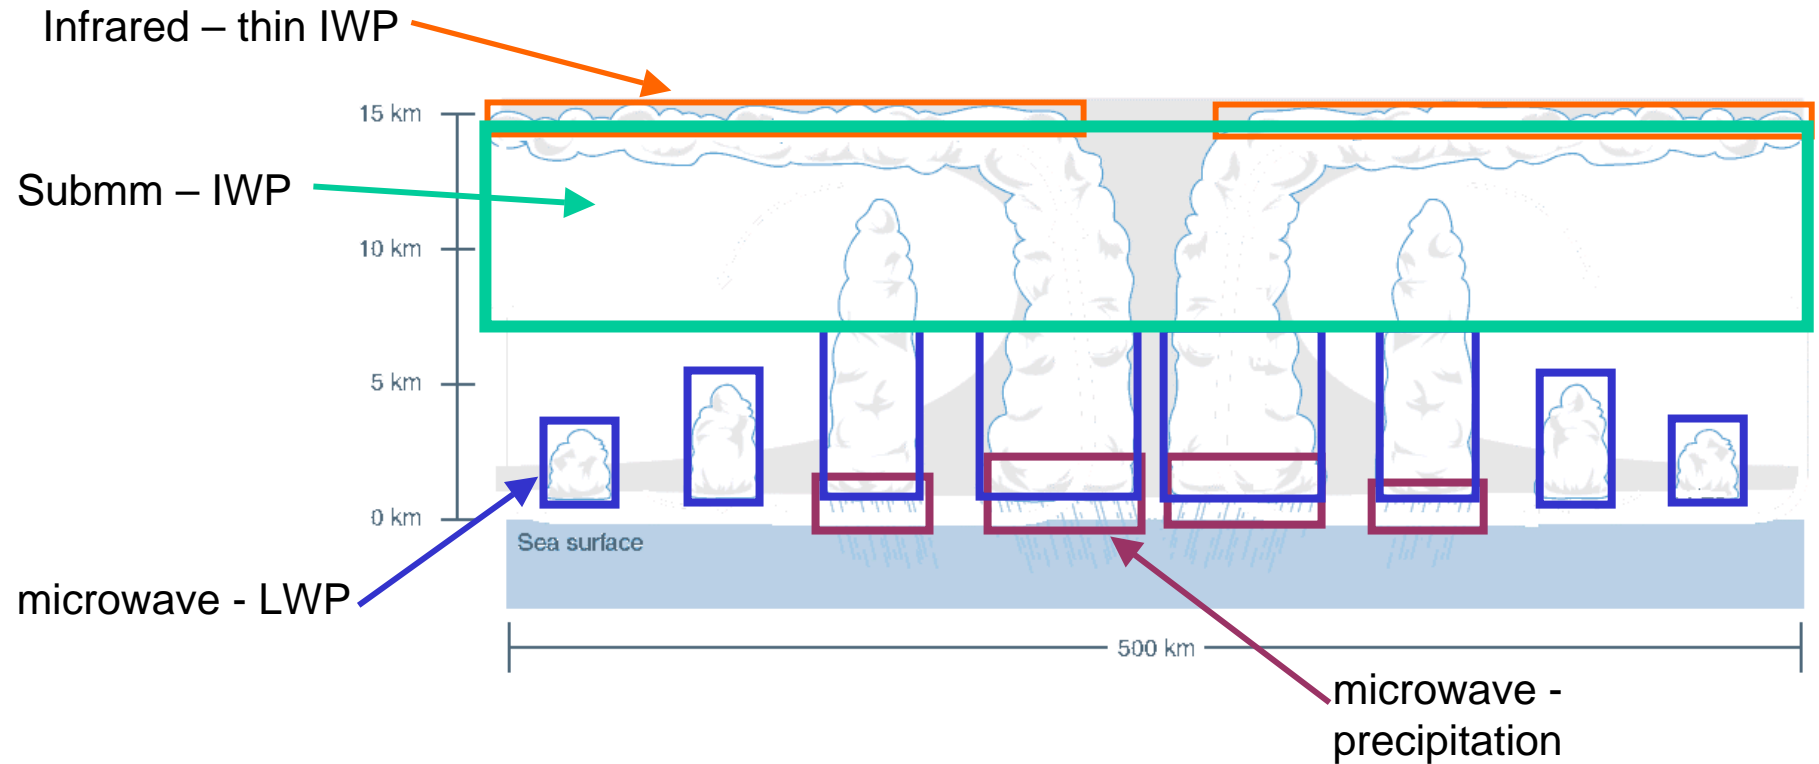 Infrared – thin IWP
15 km
Submm – IWP
10 km
5 km
0 km
Sea surface
microwave - LWP
500 km
microwave -
precipitation